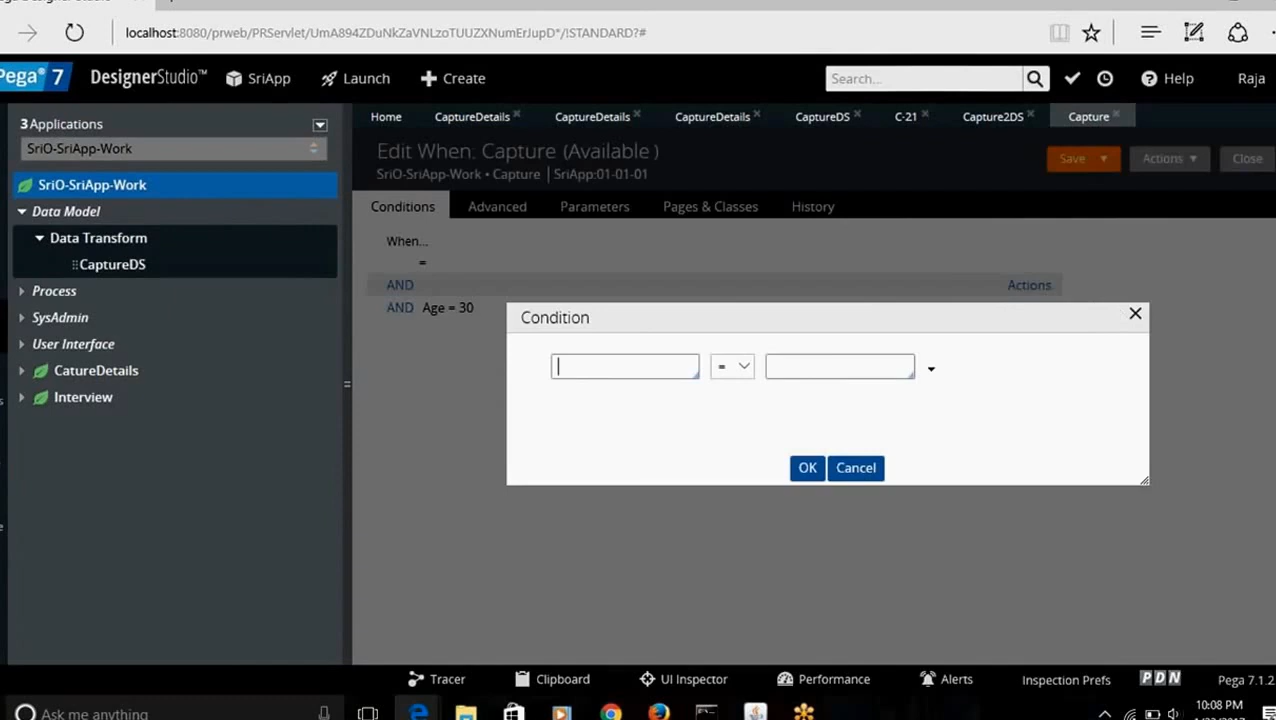 localhost:8080/prweb/PRServlet/UmA894ZDuNkZaVNLzoTUUZXNumErJupD*/!STANDARD?#
Pega® 7 DesignerStudio™ SriApp Launch Create Search... Help Raja
3 Applications
SriO-SriApp-Work
SriO-SriApp-Work
Data Model
Data Transform
CaptureDS
Process
SysAdmin
User Interface
CatureDetails
Interview
Home CaptureDetails CaptureDetails CaptureDetails CaptureDS C-21 Capture2DS Capture
Edit When: Capture (Available )
SriO-SriApp-Work • Capture SriApp:01-01-01
Save Actions Close
Conditions Advanced Parameters Pages & Classes History
When...
=
AND Actions
AND Age = 30
Condition
=
OK Cancel
Tracer Clipboard UI Inspector Performance Alerts Inspection Prefs PDN Pega 7.1.2
Ask me anything
10:08 PM